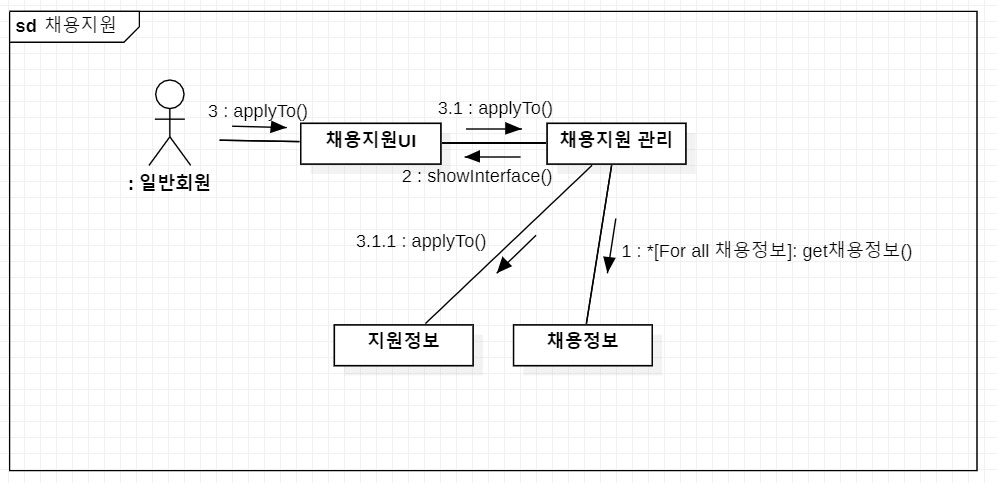 sd 채용지원
3 : applyTo()
3.1 : applyTo()
채용지원UI
채용지원 관리
2 : showInterface()
: 일반회원
3.1.1 : applyTo()
1 : *[For all 채용정보]: get채용정보()
지원정보
채용정보